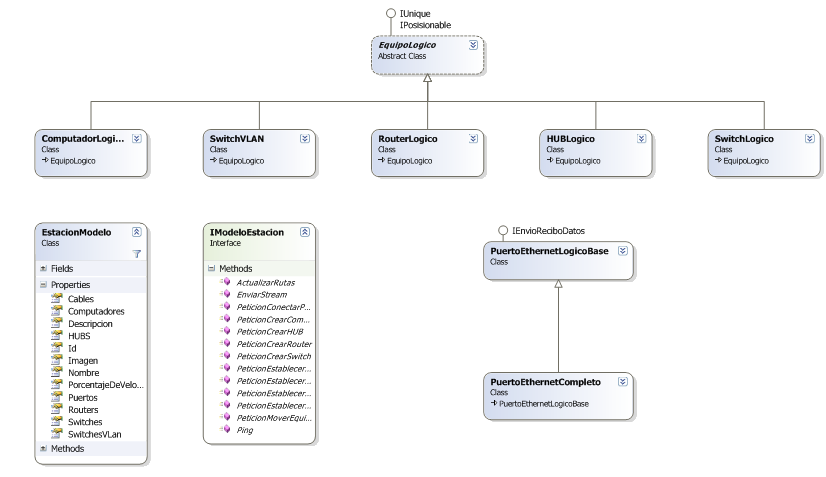 IUnique
IPosisionable
EquipoLogico
Abstract Class
ComputadorLogi...
Class
EquipoLogico
SwitchVLAN
Class
EquipoLogico
RouterLogico
Class
EquipoLogico
HUBLogico
Class
EquipoLogico
SwitchLogico
Class
EquipoLogico
EstacionModelo
Class
Fields
Properties
Cables
Computadores
Descripcion
HUBS
Id
Imagen
Nombre
PorcentajeDeVelo...
Puertos
Routers
Switches
SwitchesVLan
Methods
IModeloEstacion
Interface
Methods
ActualizarRutas
EnviarStream
PeticionConectarP...
PeticionCrearCom...
PeticionCrearHUB
PeticionCrearRouter
PeticionCrearSwitch
PeticionEstablecer...
PeticionEstablecer...
PeticionEstablecer...
PeticionEstablecer...
PeticionMoverEqui...
Ping
IEnvioReciboDatos
PuertoEthernetLogicoBase
Class
PuertoEthernetCompleto
Class
PuertoEthernetLogicoBase